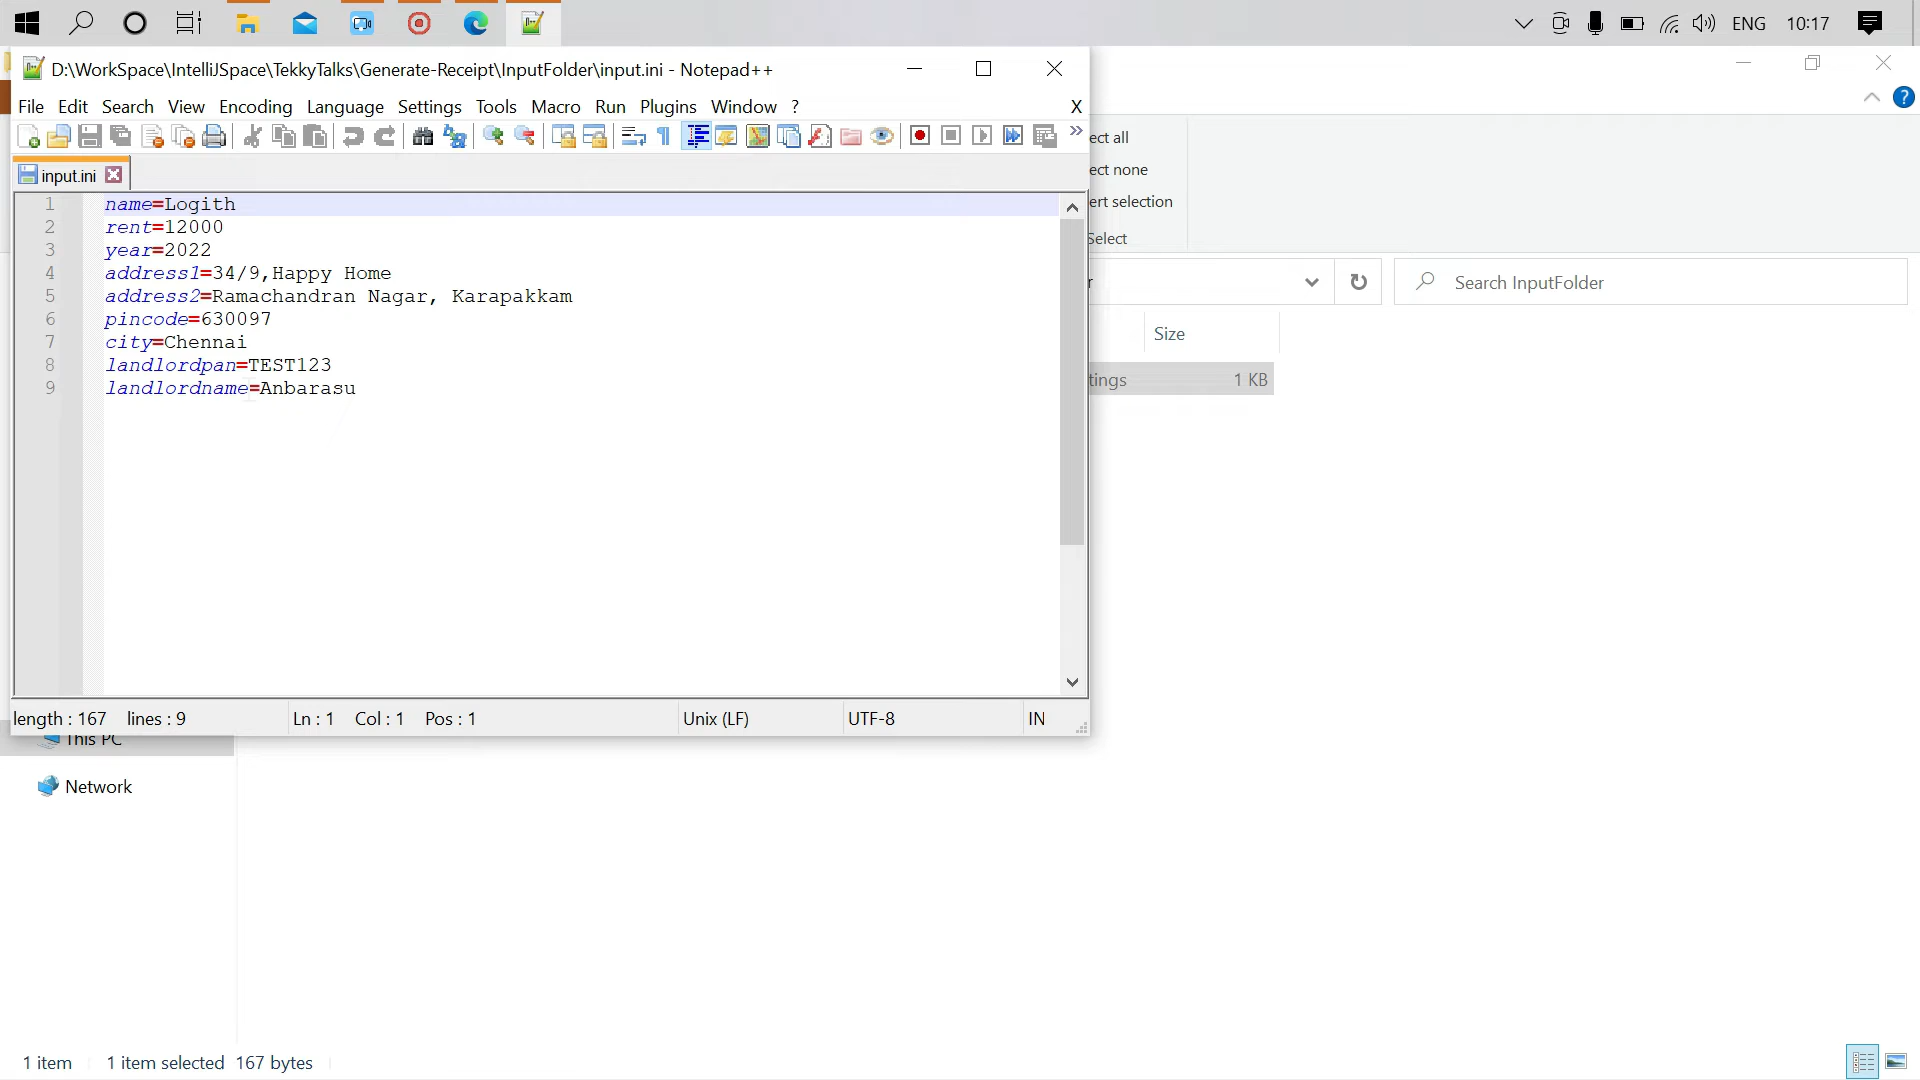 ENG 10:17
D:\WorkSpace\IntelliJSpace\TekkyTalks\Generate-Receipt\InputFolder\input.ini - Notepad++
File Edit Search View Encoding Language Settings Tools Macro Run Plugins Window ? X
input.ini
1 name=Logith
2 rent=12000
3 year=2022
4 address1=34/9,Happy Home
5 address2=Ramachandran Nagar, Karapakkam
6 pincode=630097
7 city=Chennai
8 landlordpan=TEST123
9 landlordname=Anbarasu
length : 167 lines : 9 Ln : 1 Col : 1 Pos : 1 Unix (LF) UTF-8 IN
ect all
ect none
ert selection
Select
r
Search InputFolder
Size
tings 1 KB
This PC
Network
1 item 1 item selected 167 bytes